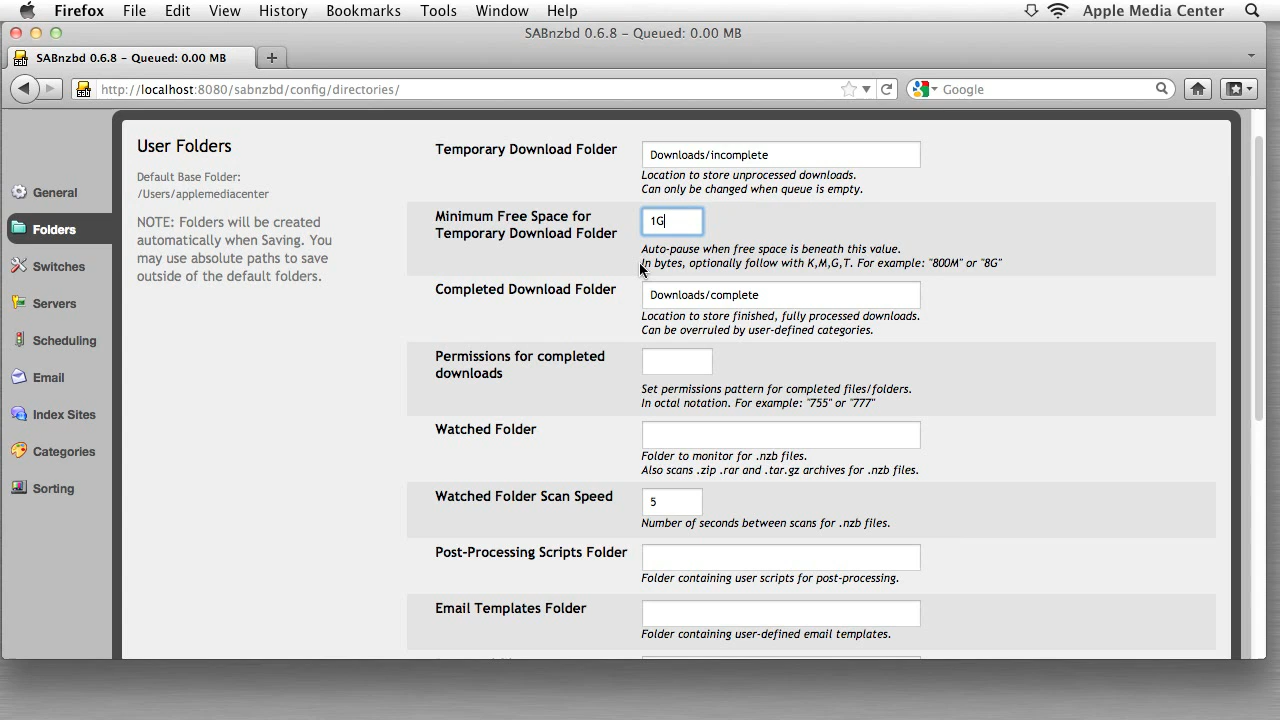 Firefox File Edit View History Bookmarks Tools Window Help Apple Media Center
SABnzbd 0.6.8 - Queued: 0.00 MB
SABnzbd 0.6.8 - Queued: 0.00 MB
http://localhost:8080/sabnzbd/config/directories/ Google
General
Folders
Switches
Servers
Scheduling
Email
Index Sites
Categories
Sorting
User Folders
Default Base Folder:
/Users/applemediacenter
NOTE: Folders will be created
automatically when Saving. You
may use absolute paths to save
outside of the default folders.
Temporary Download Folder
Downloads/incomplete
Location to store unprocessed downloads.
Can only be changed when queue is empty.
Minimum Free Space for
Temporary Download Folder
1G
Auto-pause when free space is beneath this value.
In bytes, optionally follow with K,M,G,T. For example: "800M" or "8G"
Completed Download Folder
Downloads/complete
Location to store finished, fully processed downloads.
Can be overruled by user-defined categories.
Permissions for completed
downloads
Set permissions pattern for completed files/folders.
In octal notation. For example: "755" or "777"
Watched Folder
Folder to monitor for .nzb files.
Also scans .zip .rar and .tar.gz archives for .nzb files.
Watched Folder Scan Speed
5
Number of seconds between scans for .nzb files.
Post-Processing Scripts Folder
Folder containing user scripts for post-processing.
Email Templates Folder
Folder containing user-defined email templates.